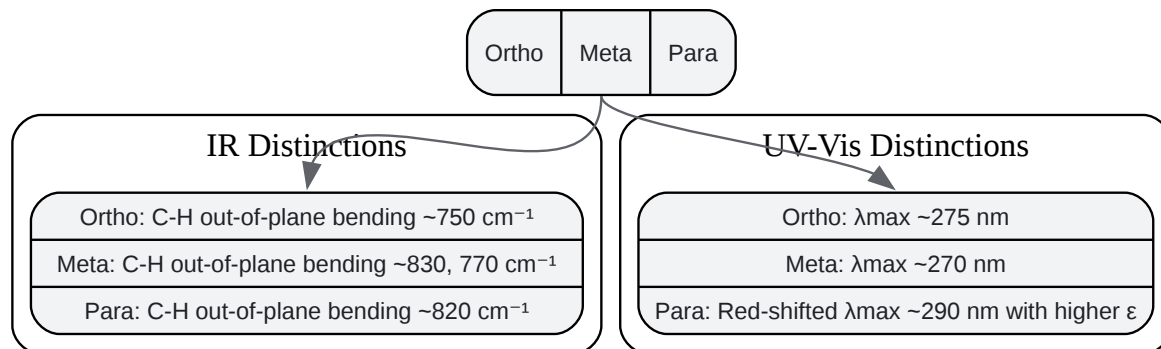 Ortho Meta Para
IR Distinctions
Ortho: C-H out-of-plane bending ~750 cm⁻¹
Meta: C-H out-of-plane bending ~830, 770 cm⁻¹
Para: C-H out-of-plane bending ~820 cm⁻¹
UV-Vis Distinctions
Ortho: λmax ~275 nm
Meta: λmax ~270 nm
Para: Red-shifted λmax ~290 nm with higher ε